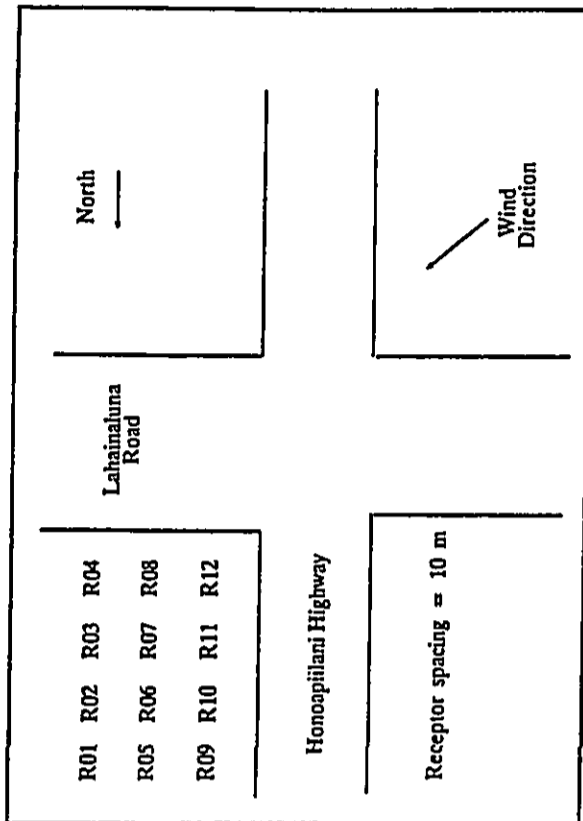 North
Lahainaluna
Road
R01 R02 R03 R04
R05 R06 R07 R08
R09 R10 R11 R12
Honoapiilani Highway
Wind
Direction
Receptor spacing = 10 m